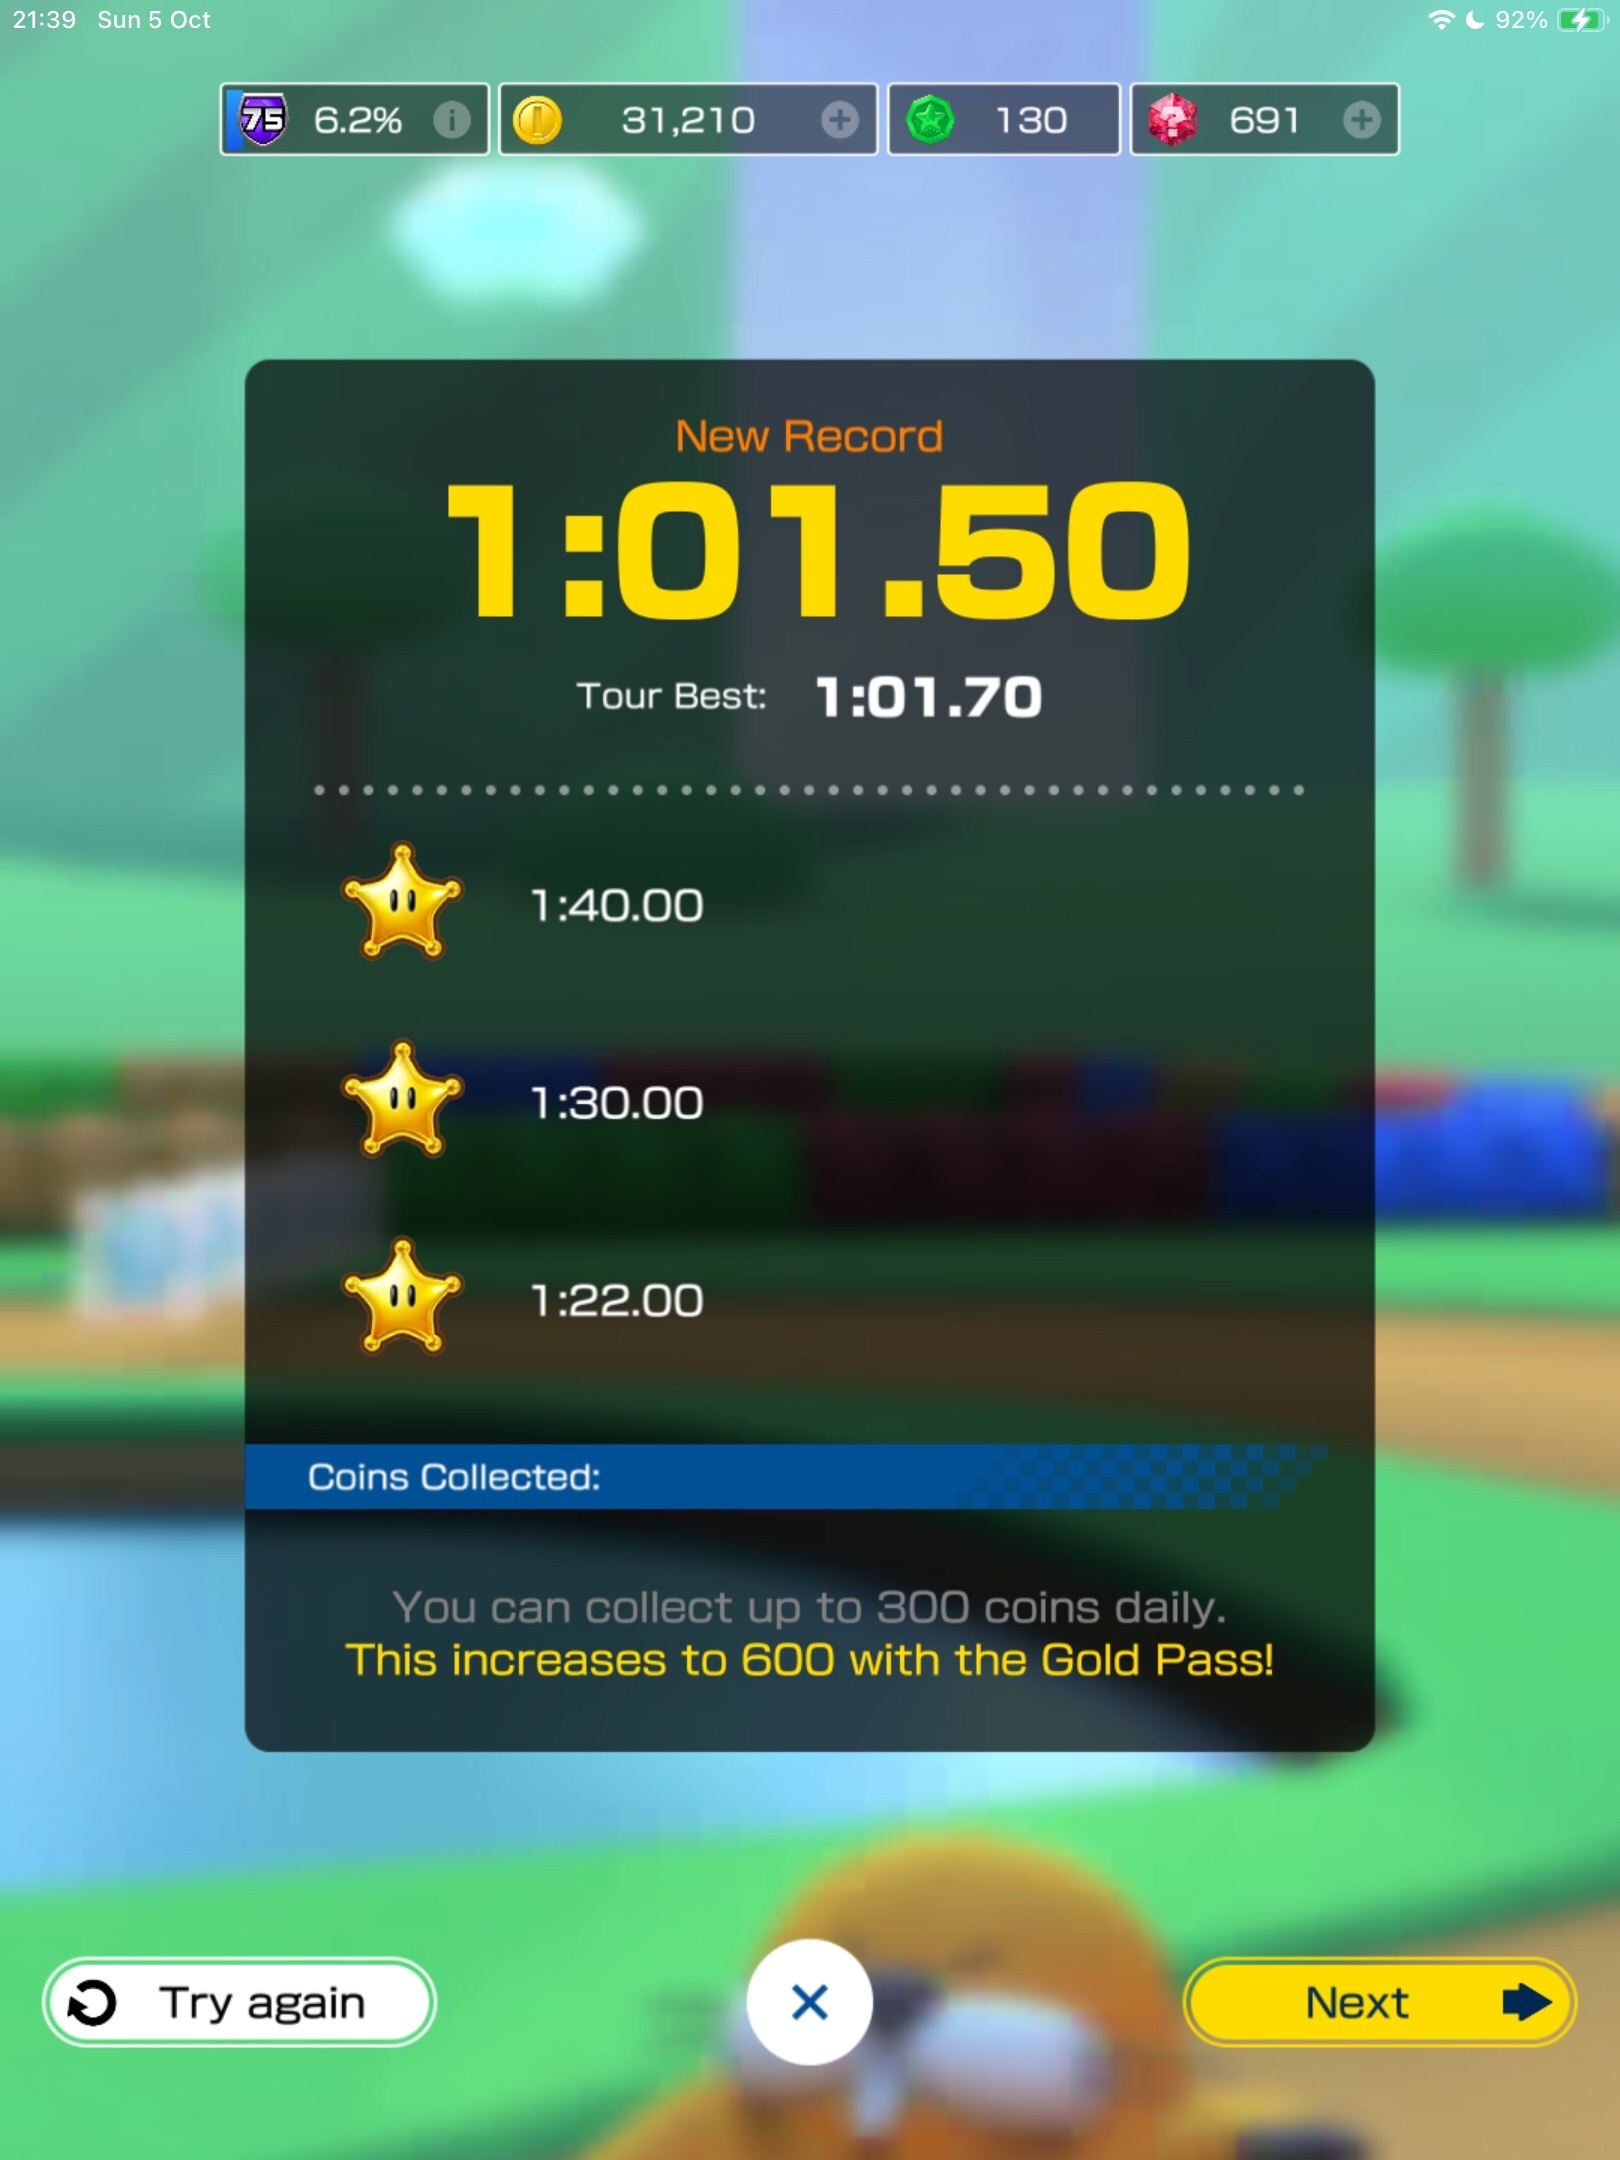 21:39 Sun 5 Oct 92%
75 6.2% i 31,210 + 130 ? 691 +
New Record
1:01.50
Tour Best: 1:01.70
1:40.00
1:30.00
1:22.00
Coins Collected:
You can collect up to 300 coins daily.
This increases to 600 with the Gold Pass!
Try again Next